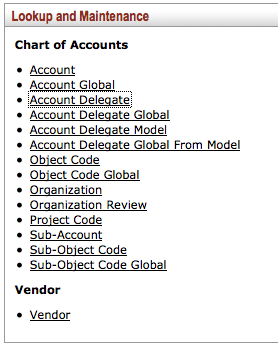 Lookup and Maintenance
Chart of Accounts
Account
Account Global
Account Delegate
Account Delegate Global
Account Delegate Model
Account Delegate Global From Model
Object Code
Object Code Global
Organization
Organization Review
Project Code
Sub-Account
Sub-Object Code
Sub-Object Code Global
Vendor
Vendor